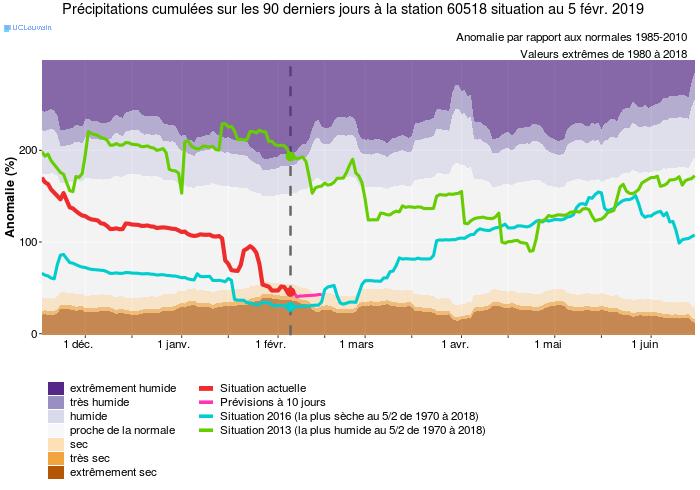 Précipitations cumulées sur les 90 derniers jours à la station 60518 situation au 5 févr. 2019
UCLouvain
Anomalie par rapport aux normales 1985-2010
Valeurs extrêmes de 1980 à 2018
Anomalie (%)
200
100
0
1 déc.
1 janv.
1 févr.
1 mars
1 avr.
1 mai
1 juin
extrêmement humide
très humide
humide
proche de la normale
sec
très sec
extrêmement sec
Situation actuelle
Prévisions à 10 jours
Situation 2016 (la plus sèche au 5/2 de 1970 à 2018)
Situation 2013 (la plus humide au 5/2 de 1970 à 2018)